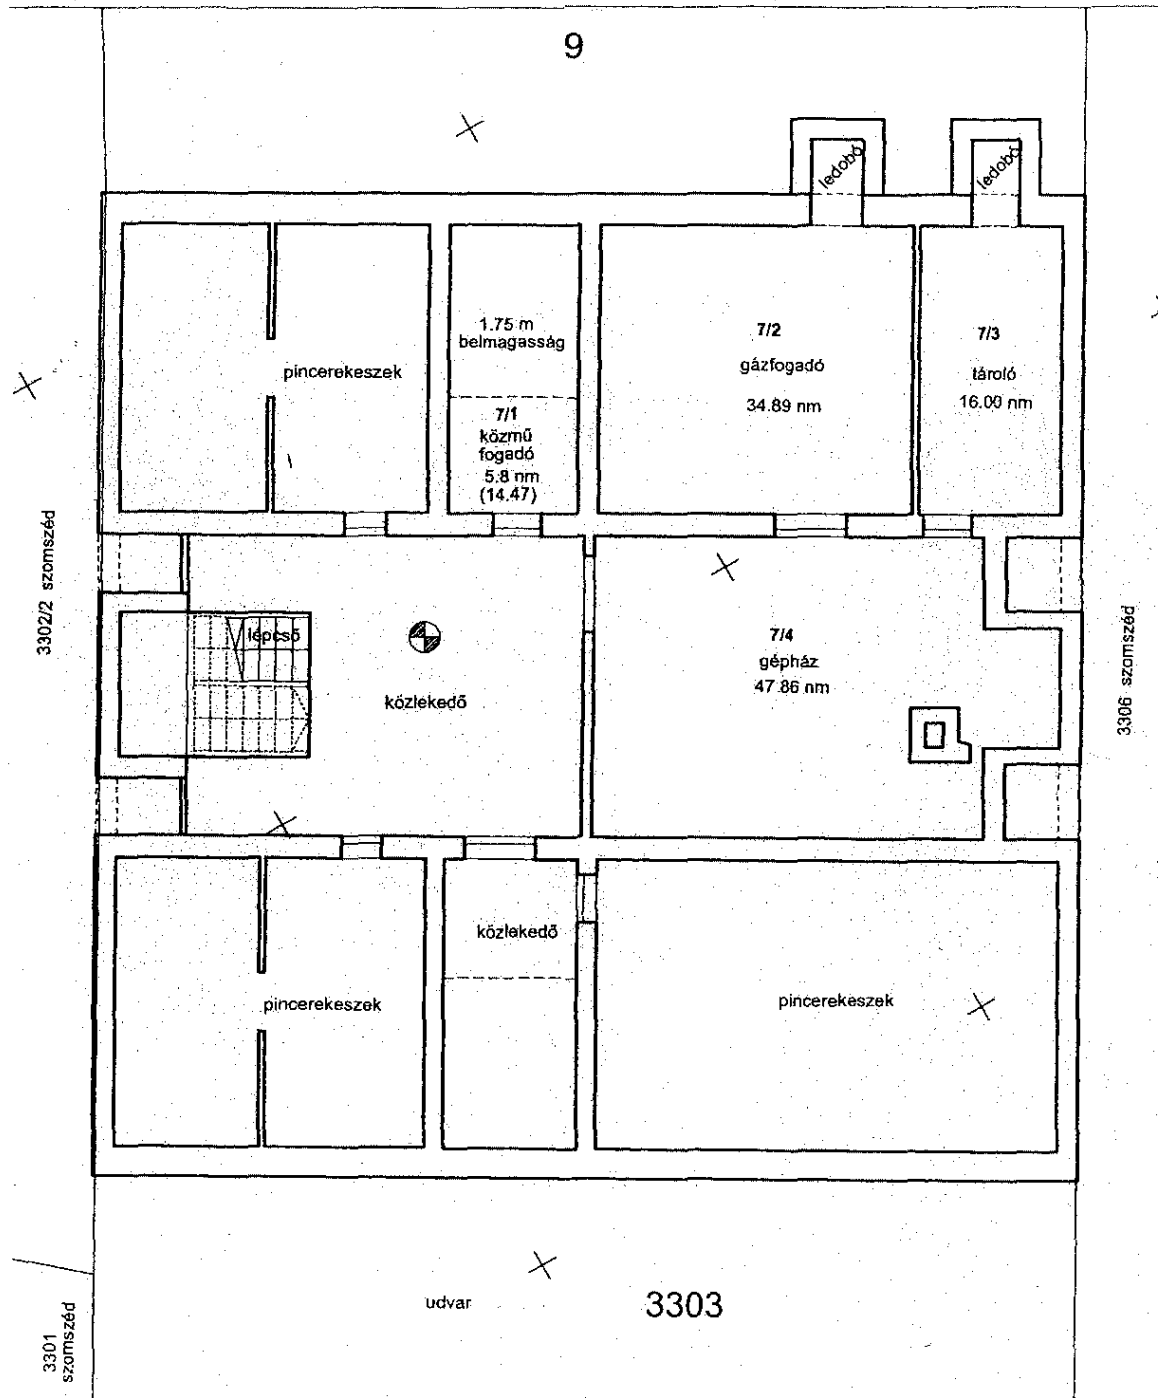 9
ledobó
ledobó
1.75 m
belmagasság
pincerekeszek
7/1
közmű
fogadó
5.8 nm
(14.47)
7/2
gázfogadó
34.89 nm
7/3
tároló
16.00 nm
3302/2 szomszéd
lépcső
közlekedő
7/4
gépház
47.86 nm
3306 szomszéd
közlekedő
pincerekeszek
pincerekeszek
udvar
3303
3301
szomszéd